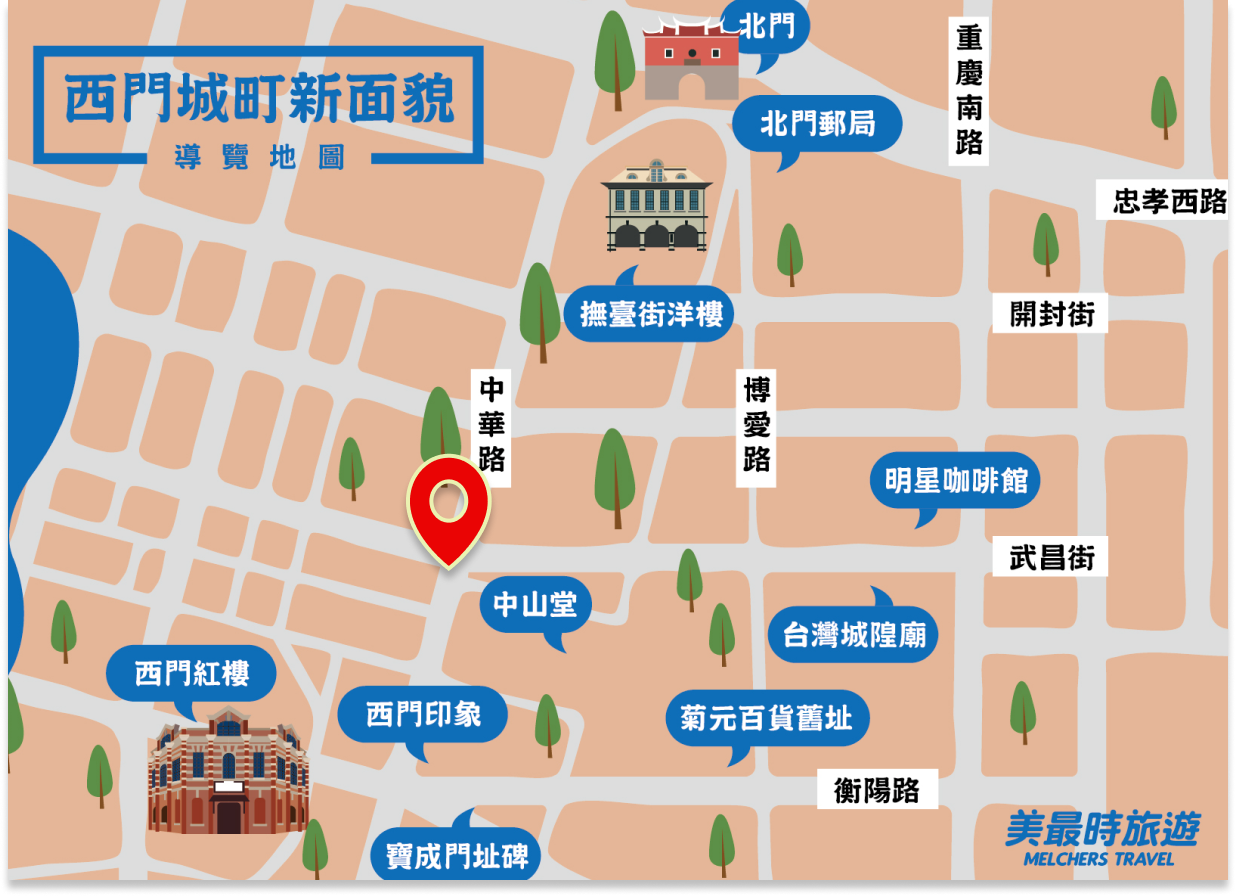 西門城町新面貌
導覽地圖
北門
重慶南路
北門郵局
忠孝西路
撫臺街洋樓
開封街
中華路
博愛路
明星咖啡館
武昌街
中山堂
台灣城隍廟
西門紅樓
西門印象
菊元百貨舊址
衡陽路
寶成門址碑
美最時旅遊
MELCHERS TRAVEL